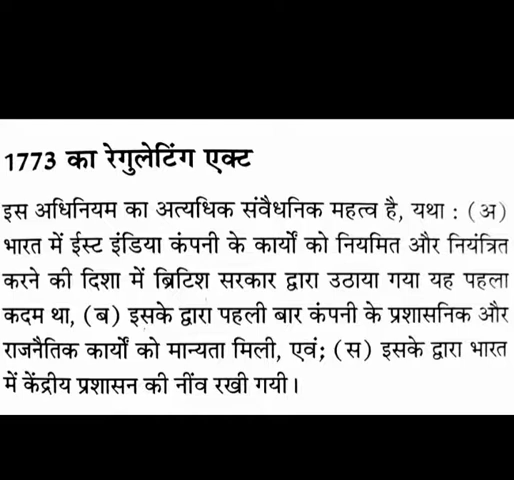 1773 का रेगुलेटिंग एक्ट
इस अधिनियम का अत्यधिक संवैधनिक महत्व है, यथा : (अ)
भारत में ईस्ट इंडिया कंपनी के कार्यों को नियमित और नियंत्रित
करने की दिशा में ब्रिटिश सरकार द्वारा उठाया गया यह पहला
कदम था, (ब) इसके द्वारा पहली बार कंपनी के प्रशासनिक और
राजनैतिक कार्यों को मान्यता मिली, एवं; (स) इसके द्वारा भारत
में केंद्रीय प्रशासन की नींव रखी गयी।